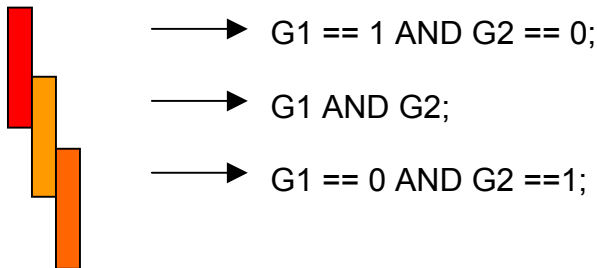 G1 == 1 AND G2 == 0;
G1 AND G2;
G1 == 0 AND G2 ==1;